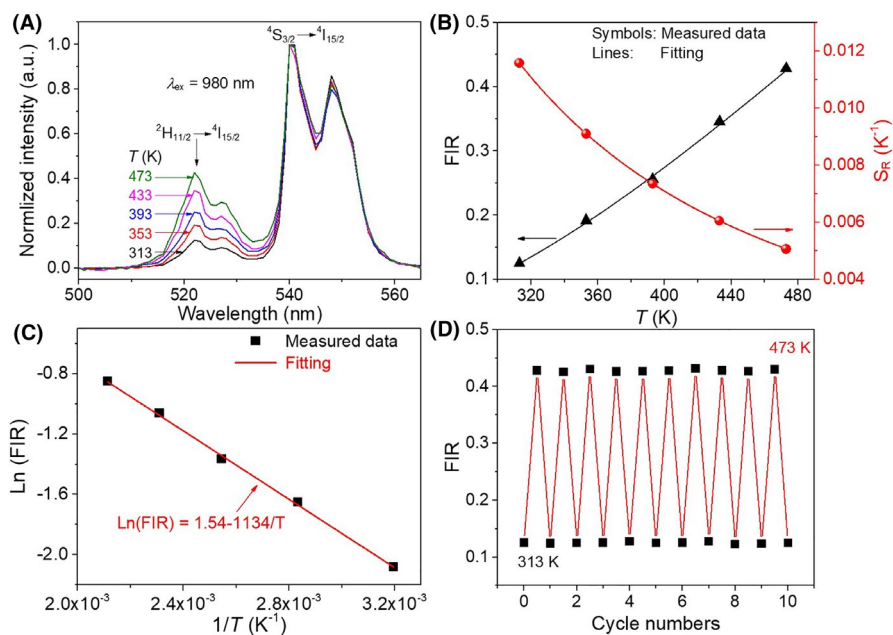 (A)
⁴S₃/₂ → ⁴I₁₅/₂
λex = 980 nm
²H₁₁/₂ → ⁴I₁₅/₂
T (K)
473
433
393
353
313
Normlized intensity (a.u.)
1.0
0.8
0.6
0.4
0.2
0.0
500 520 540 560
Wavelength (nm)
(B)
Symbols: Measured data
Lines: Fitting
FIR
0.5
0.4
0.3
0.2
0.1
320 360 400 440 480
T (K)
0.012
0.010
0.008
0.006
0.004
S_R (K⁻¹)
(C)
Measured data
Fitting
Ln (FIR)
-0.8
-1.2
-1.6
-2.0
Ln(FIR) = 1.54-1134/T
2.0x10⁻³ 2.4x10⁻³ 2.8x10⁻³ 3.2x10⁻³
1/T (K⁻¹)
(D)
FIR
0.5
0.4
0.3
0.2
0.1
473 K
313 K
0 2 4 6 8 10
Cycle numbers